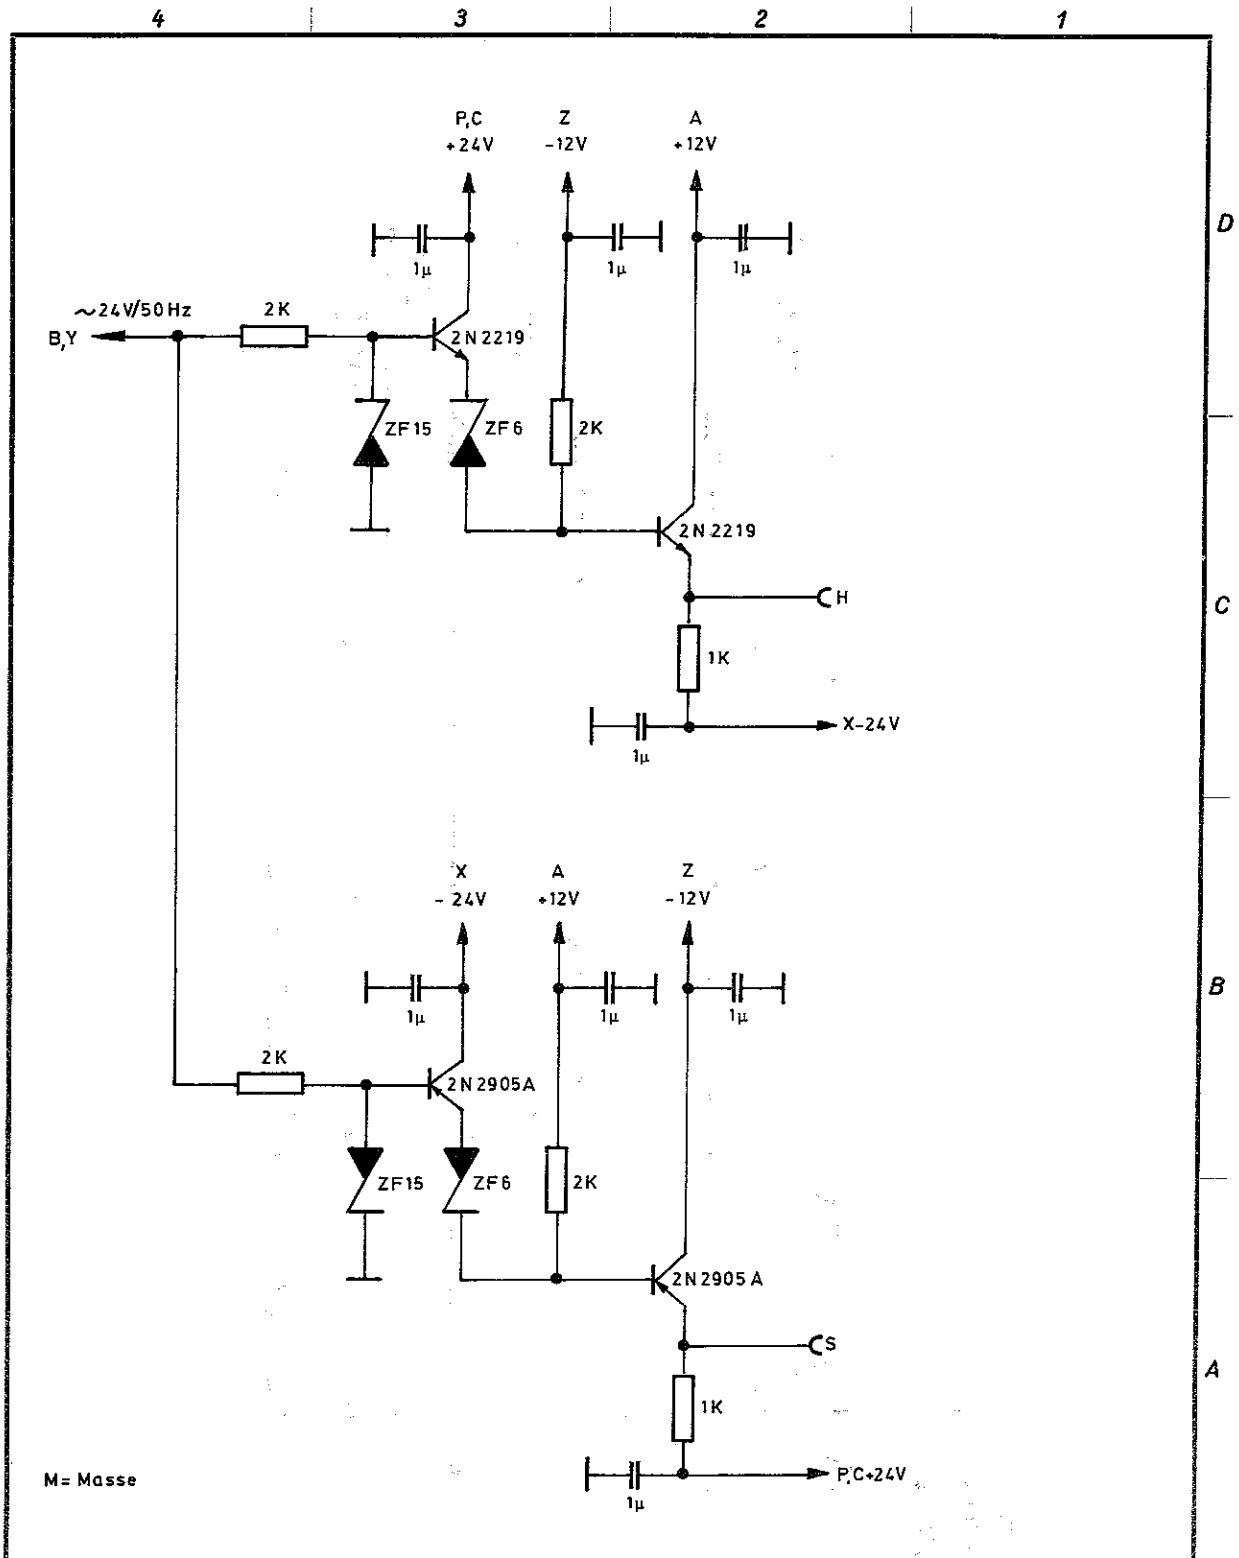 4 3 2 1
P,C Z A
+24V -12V +12V
D
1µ 1µ 1µ
~24V/50Hz 2K
B,Y 2N2219
ZF15 ZF6 2K
2N2219
H
C
1K
X-24V
1µ
X A Z
-24V +12V -12V
B
1µ 1µ 1µ
2K
2N2905A
ZF15 ZF6 2K
2N2905A
S
A
1K
P,C+24V
M= Masse
1µ